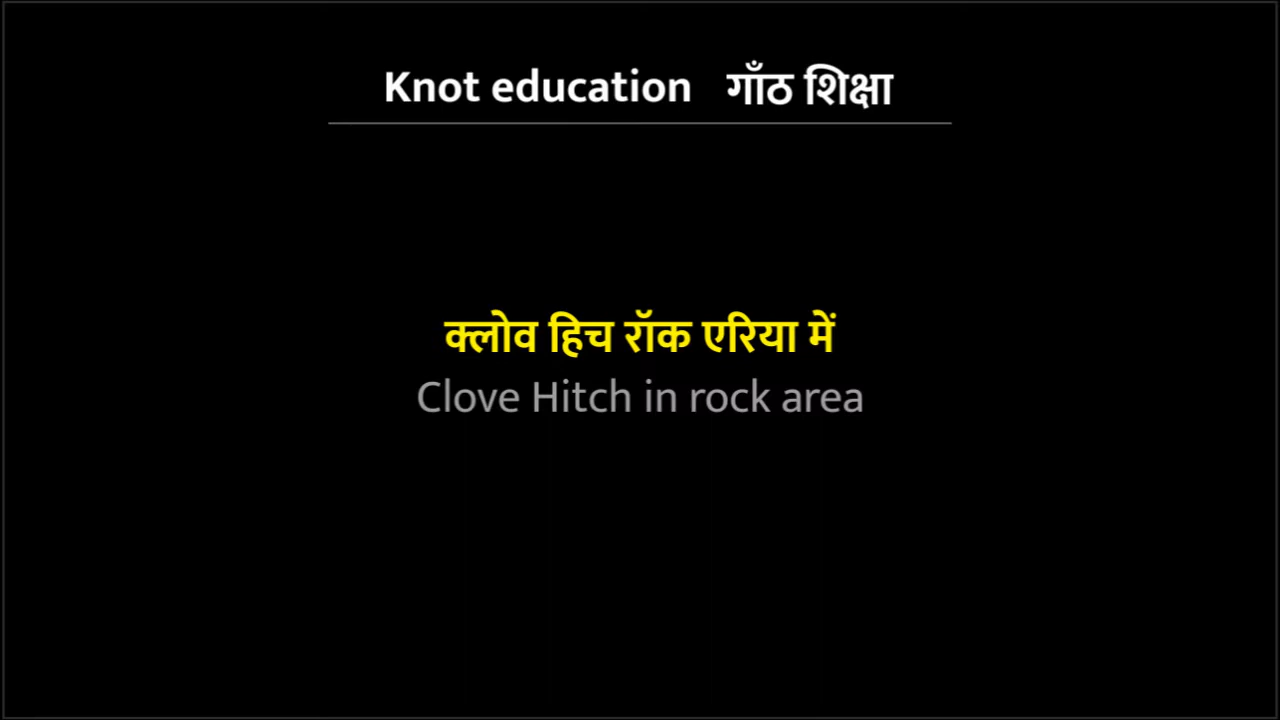 Knot education गाँठ शिक्षा
क्लोव हिच रॉक एरिया में
Clove Hitch in rock area